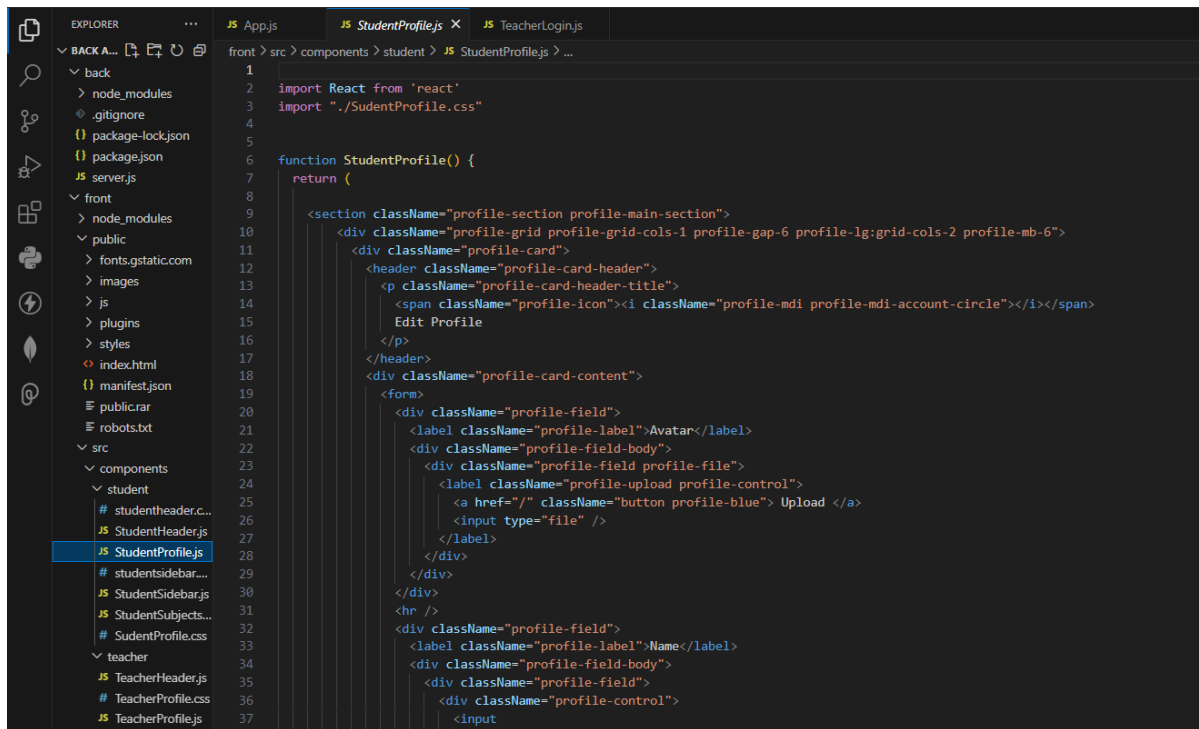 EXPLORER ...
BACK A...
back
node_modules
.gitignore
{} package-lock.json
{} package.json
JS server.js
front
node_modules
public
fonts.gstatic.com
images
js
plugins
styles
<> index.html
{} manifest.json
public.rar
robots.txt
src
components
student
# studentheader.c...
JS StudentHeader.js
JS StudentProfile.js
# studentsidebar....
JS StudentSidebar.js
JS StudentSubjects...
# SudentProfile.css
teacher
JS TeacherHeader.js
# TeacherProfile.css
JS TeacherProfile.js
JS App.js JS StudentProfile.js × JS TeacherLogin.js
front > src > components > student > JS StudentProfile.js > ...
1
2 import React from 'react'
3 import "./SudentProfile.css"
4
5
6 function StudentProfile() {
7 return (
8
9 <section className="profile-section profile-main-section">
10 <div className="profile-grid profile-grid-cols-1 profile-gap-6 profile-lg:grid-cols-2 profile-mb-6">
11 <div className="profile-card">
12 <header className="profile-card-header">
13 <p className="profile-card-header-title">
14 <span className="profile-icon"><i className="profile-mdi profile-mdi-account-circle"></i></span>
15 Edit Profile
16 </p>
17 </header>
18 <div className="profile-card-content">
19 <form>
20 <div className="profile-field">
21 <label className="profile-label">Avatar</label>
22 <div className="profile-field-body">
23 <div className="profile-field profile-file">
24 <label className="profile-upload profile-control">
25 <a href="/" className="button profile-blue"> Upload </a>
26 <input type="file" />
27 </label>
28 </div>
29 </div>
30 </div>
31 <hr />
32 <div className="profile-field">
33 <label className="profile-label">Name</label>
34 <div className="profile-field-body">
35 <div className="profile-field">
36 <div className="profile-control">
37 <input